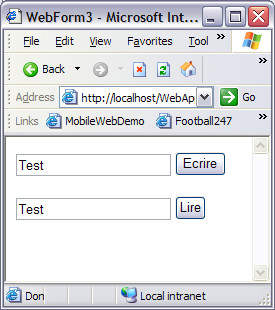 WebForm3 - Microsoft Int...
File Edit View Favorites Tool »
Back »
Address http://localhost/WebAp Go
Links MobileWebDemo Football247
Test Ecrire
Test Lire
Don Local intranet